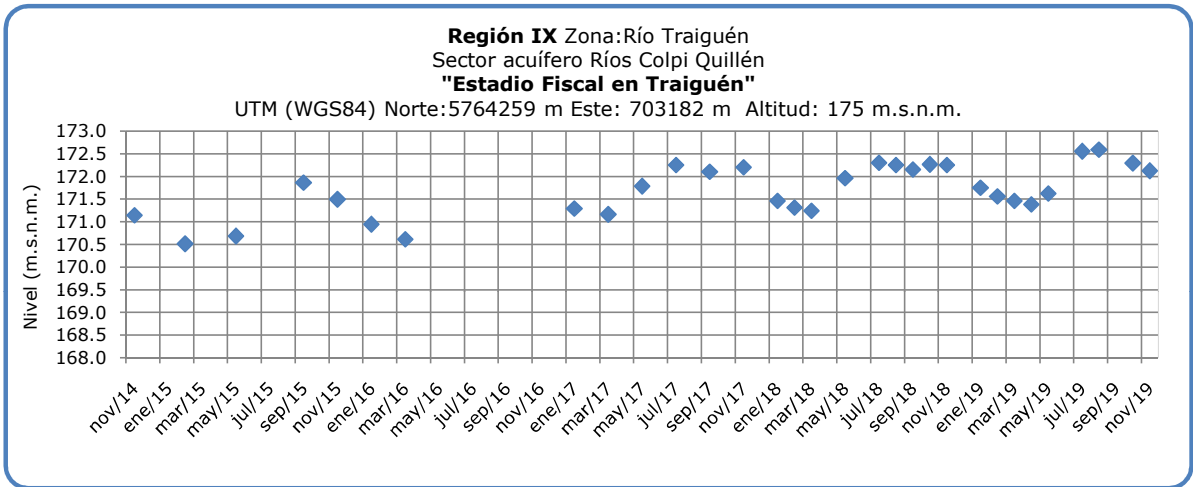 Región IX Zona:Río Traiguén
Sector acuífero Ríos Colpi Quillén
"Estadio Fiscal en Traiguén"
UTM (WGS84) Norte:5764259 m Este: 703182 m Altitud: 175 m.s.n.m.
Nivel (m.s.n.m.)
173.0
172.5
172.0
171.5
171.0
170.5
170.0
169.5
169.0
168.5
168.0
nov/14
ene/15
mar/15
may/15
jul/15
sep/15
nov/15
ene/16
mar/16
may/16
jul/16
sep/16
nov/16
ene/17
mar/17
may/17
jul/17
sep/17
nov/17
ene/18
mar/18
may/18
jul/18
sep/18
nov/18
ene/19
mar/19
may/19
jul/19
sep/19
nov/19